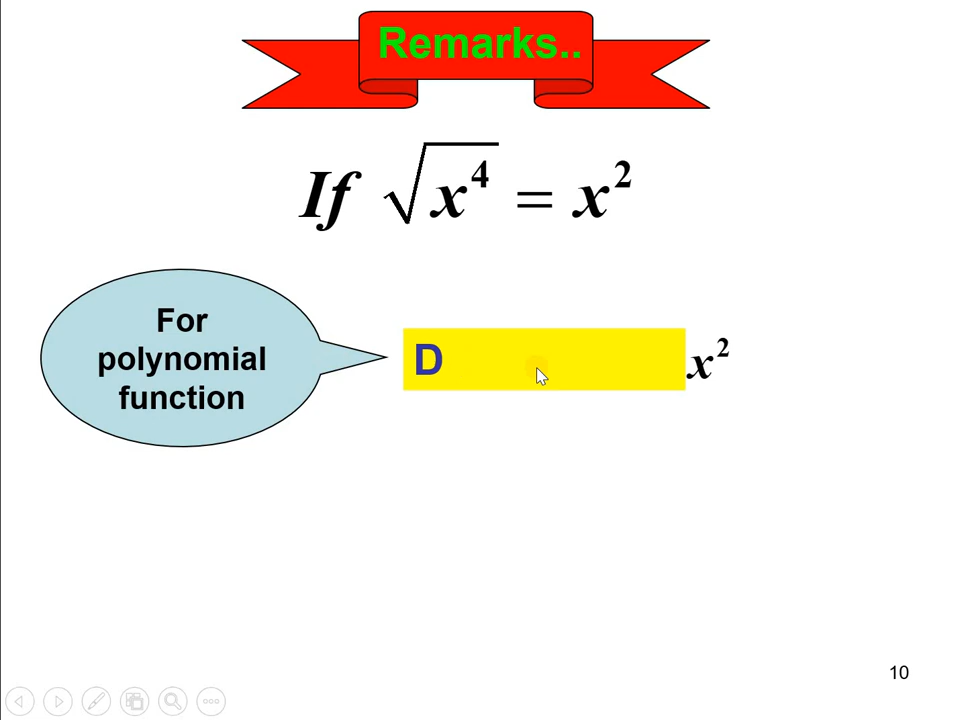 Remarks..
If √x⁴ = x²
For
polynomial
function
D
x²
10